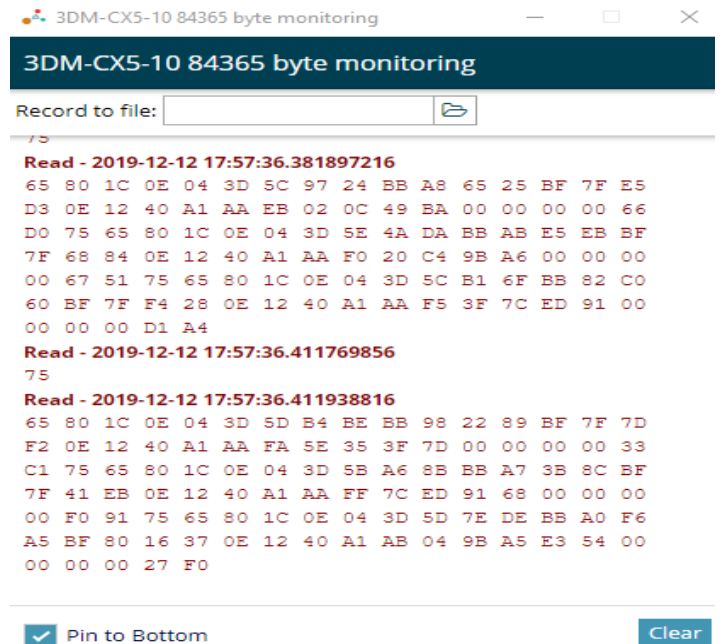 3DM-CX5-10 84365 byte monitoring
3DM-CX5-10 84365 byte monitoring
Record to file:
75
Read - 2019-12-12 17:57:36.381897216
65 80 1C 0E 04 3D 5C 97 24 BB A8 65 25 BF 7F E5
D3 0E 12 40 A1 AA EB 02 0C 49 BA 00 00 00 00 66
D0 75 65 80 1C 0E 04 3D 5E 4A DA BB AB E5 EB BF
7F 68 84 0E 12 40 A1 AA F0 20 C4 9B A6 00 00 00
00 67 51 75 65 80 1C 0E 04 3D 5C B1 6F BB 82 C0
60 BF 7F F4 28 0E 12 40 A1 AA F5 3F 7C ED 91 00
00 00 00 D1 A4
Read - 2019-12-12 17:57:36.411769856
75
Read - 2019-12-12 17:57:36.411938816
65 80 1C 0E 04 3D 5D B4 BE BB 98 22 89 BF 7F 7D
F2 0E 12 40 A1 AA FA 5E 35 3F 7D 00 00 00 00 33
C1 75 65 80 1C 0E 04 3D 5B A6 8B BB A7 3B 8C BF
7F 41 EB 0E 12 40 A1 AA FF 7C ED 91 68 00 00 00
00 F0 91 75 65 80 1C 0E 04 3D 5D 7E DE BB A0 F6
A5 BF 80 16 37 0E 12 40 A1 AB 04 9B A5 E3 54 00
00 00 00 27 F0
Pin to Bottom
Clear